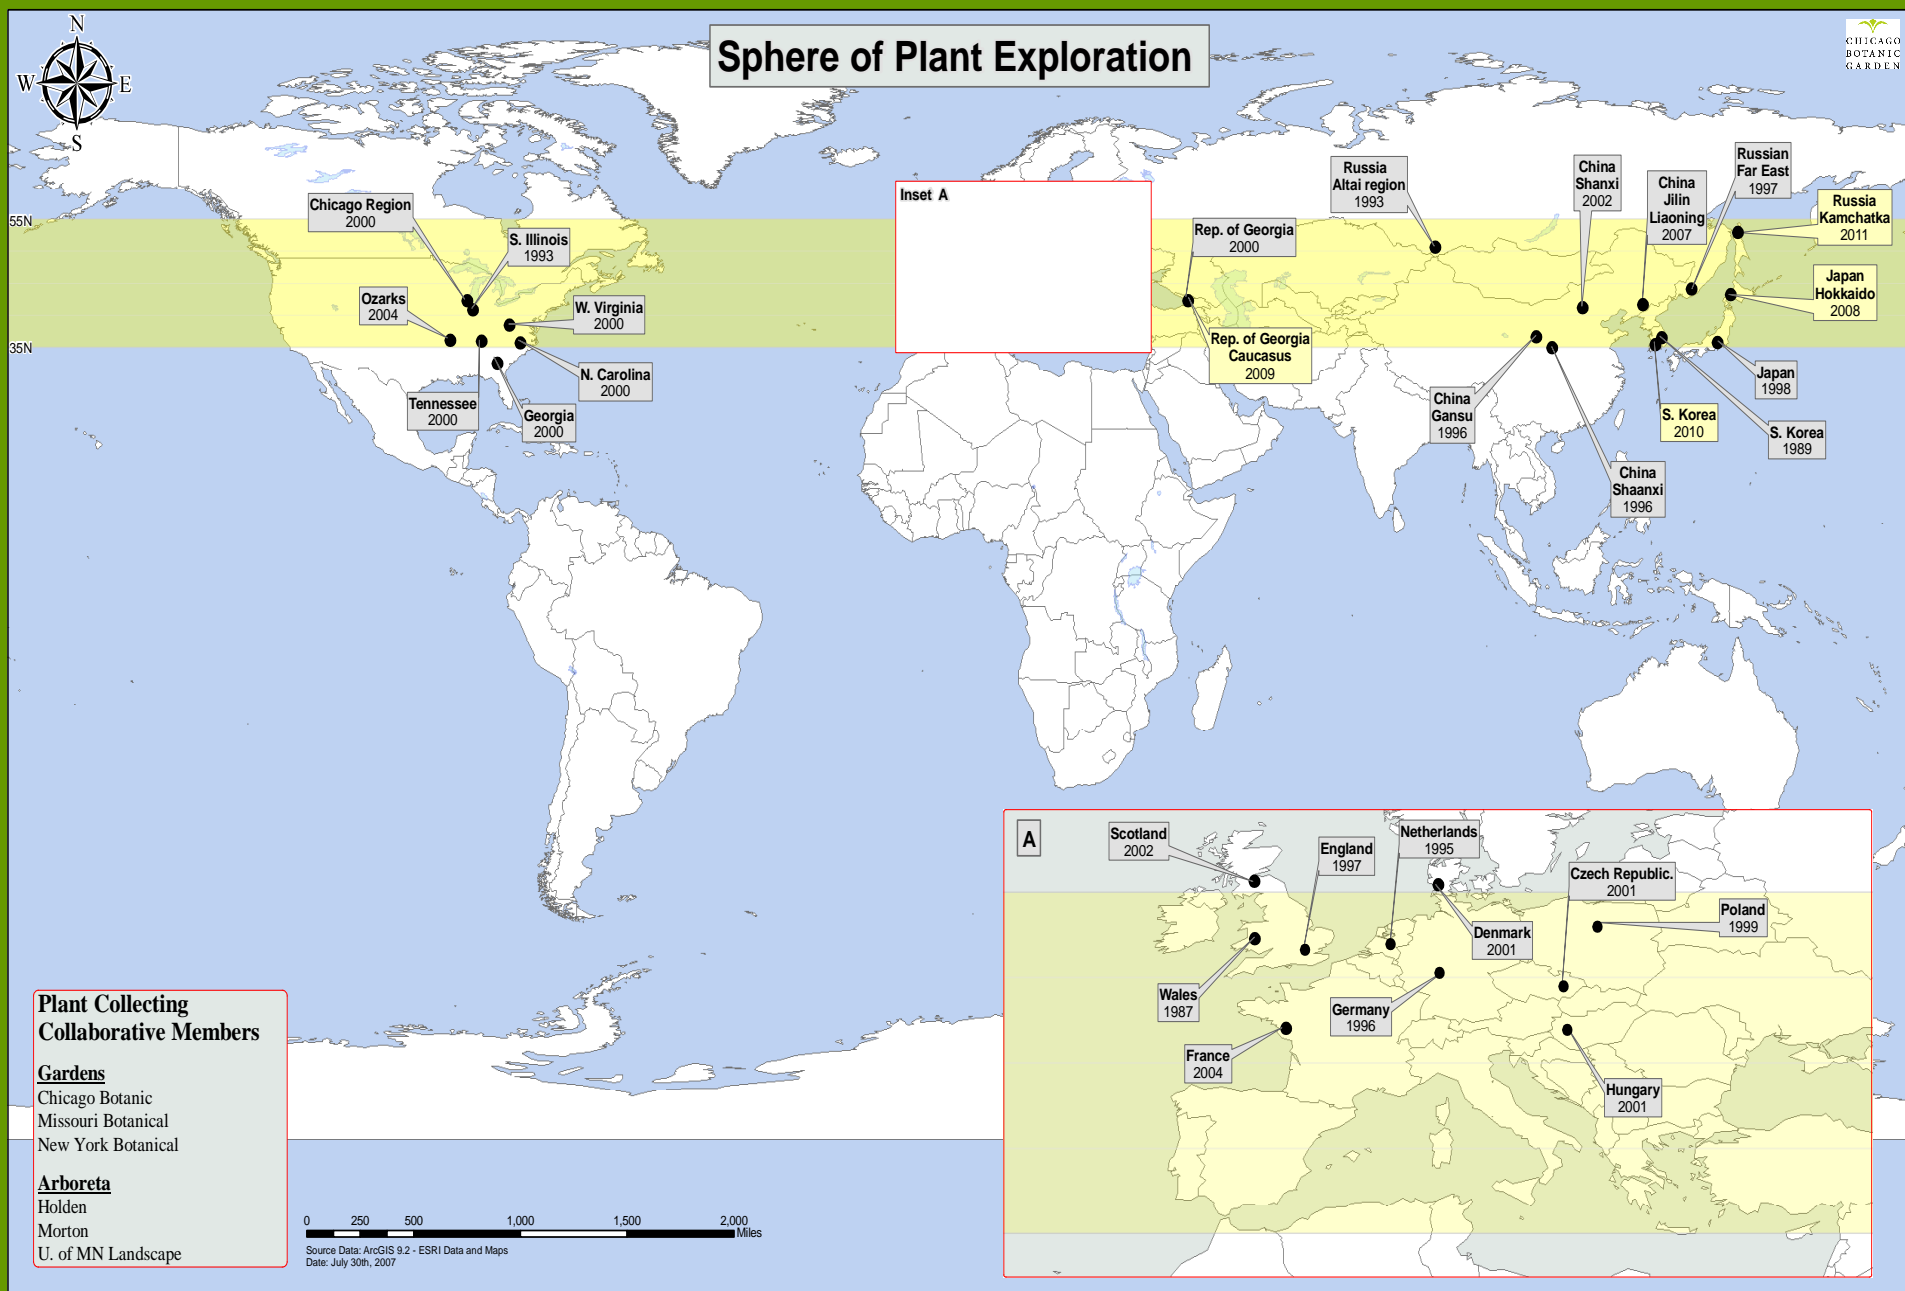 Sphere of Plant Exploration
CHICAGO
BOTANIC
GARDEN
N
W
E
S
55N
35N
Chicago Region
2000
S. Illinois
1993
Ozarks
2004
W. Virginia
2000
N. Carolina
2000
Tennessee
2000
Georgia
2000
Inset A
Rep. of Georgia
2000
Rep. of Georgia
Caucasus
2009
Russia
Altai region
1993
China
Shanxi
2002
China
Jilin
Liaoning
2007
Russian
Far East
1997
Russia
Kamchatka
2011
Japan
Hokkaido
2008
Japan
1998
China
Gansu
1996
S. Korea
2010
S. Korea
1989
China
Shaanxi
1996
A
Scotland
2002
England
1997
Netherlands
1995
Czech Republic.
2001
Poland
1999
Denmark
2001
Wales
1987
Germany
1996
France
2004
Hungary
2001
Plant Collecting
Collaborative Members
Gardens
Chicago Botanic
Missouri Botanical
New York Botanical
Arboreta
Holden
Morton
U. of MN Landscape
0 250 500 1,000 1,500 2,000
Miles
Source Data: ArcGIS 9.2 - ESRI Data and Maps
Date: July 30th, 2007